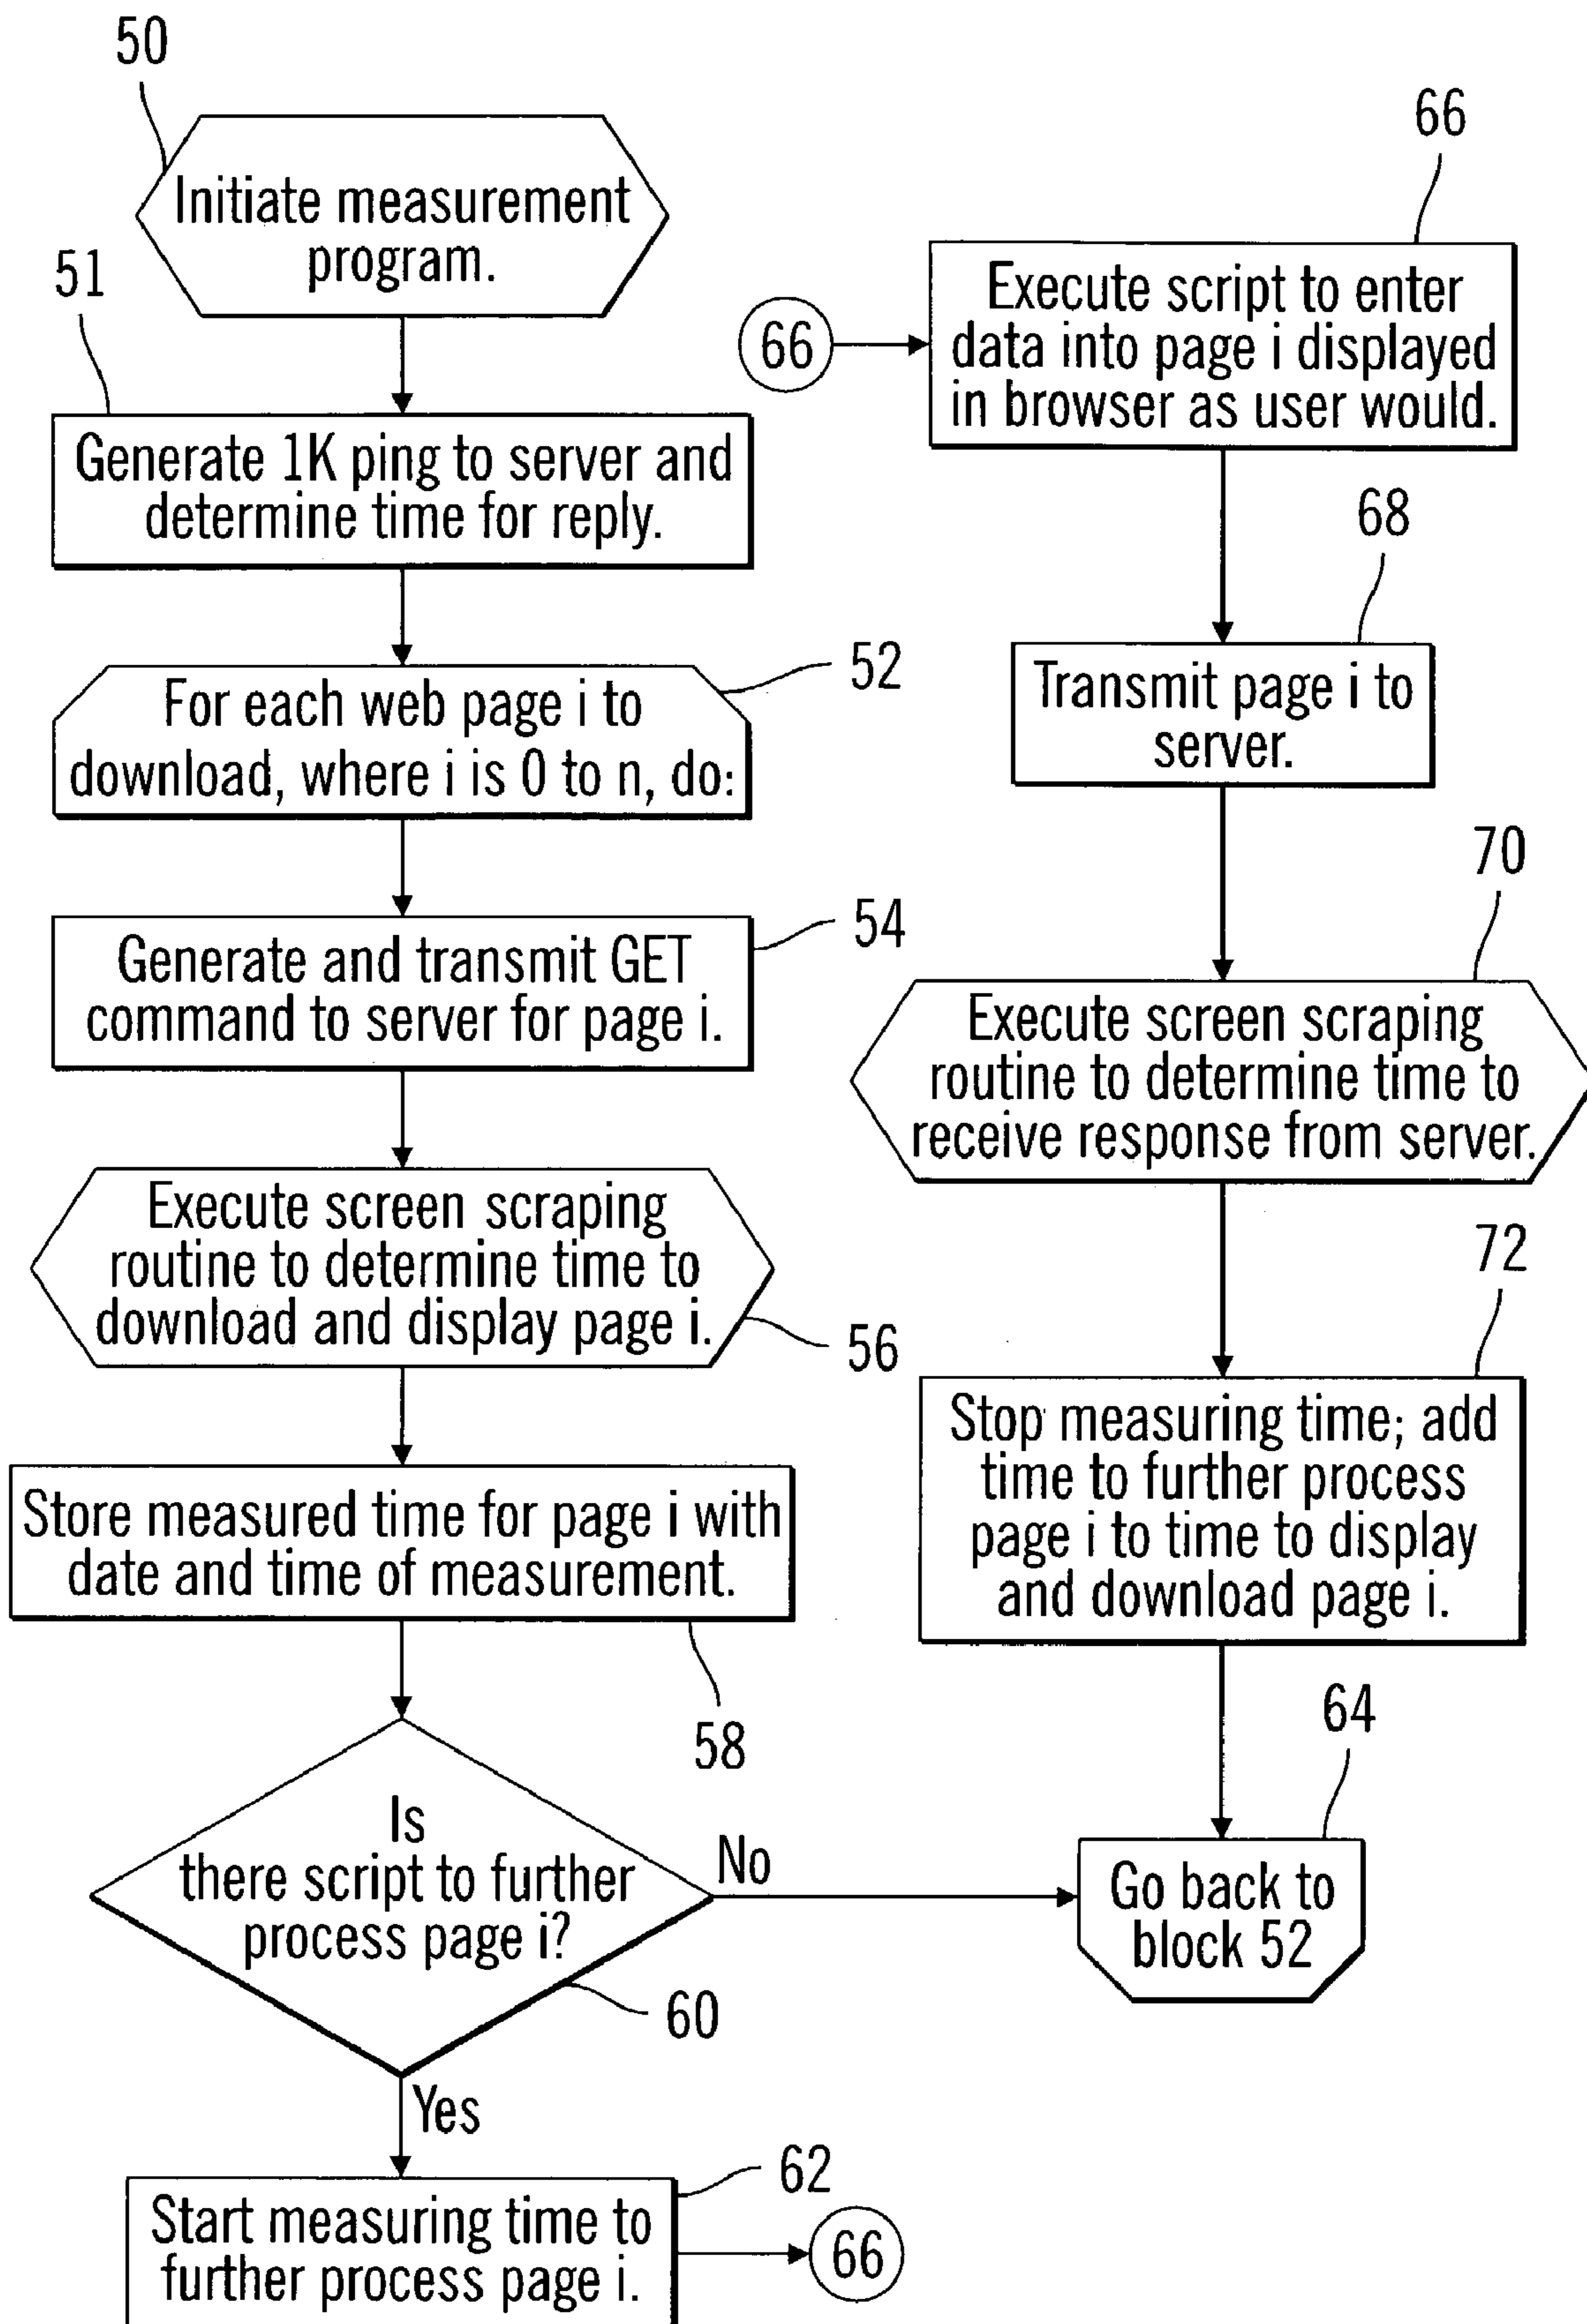 50
Initiate measurement
program.
51
Generate 1K ping to server and
determine time for reply.
52
For each web page i to
download, where i is 0 to n, do:
54
Generate and transmit GET
command to server for page i.
Execute screen scraping
routine to determine time to
download and display page i.
56
Store measured time for page i with
date and time of measurement.
58
Is
there script to further
process page i?
No
60
Yes
62
Start measuring time to
further process page i.
66
66
66
Execute script to enter
data into page i displayed
in browser as user would.
68
Transmit page i to
server.
70
Execute screen scraping
routine to determine time to
receive response from server.
72
Stop measuring time; add
time to further process
page i to time to display
and download page i.
64
Go back to
block 52